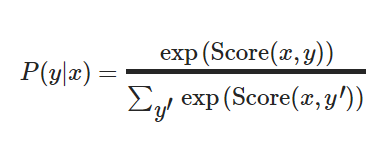 P(y|x) = exp(Score(x, y)) / ∑y′ exp(Score(x, y′))